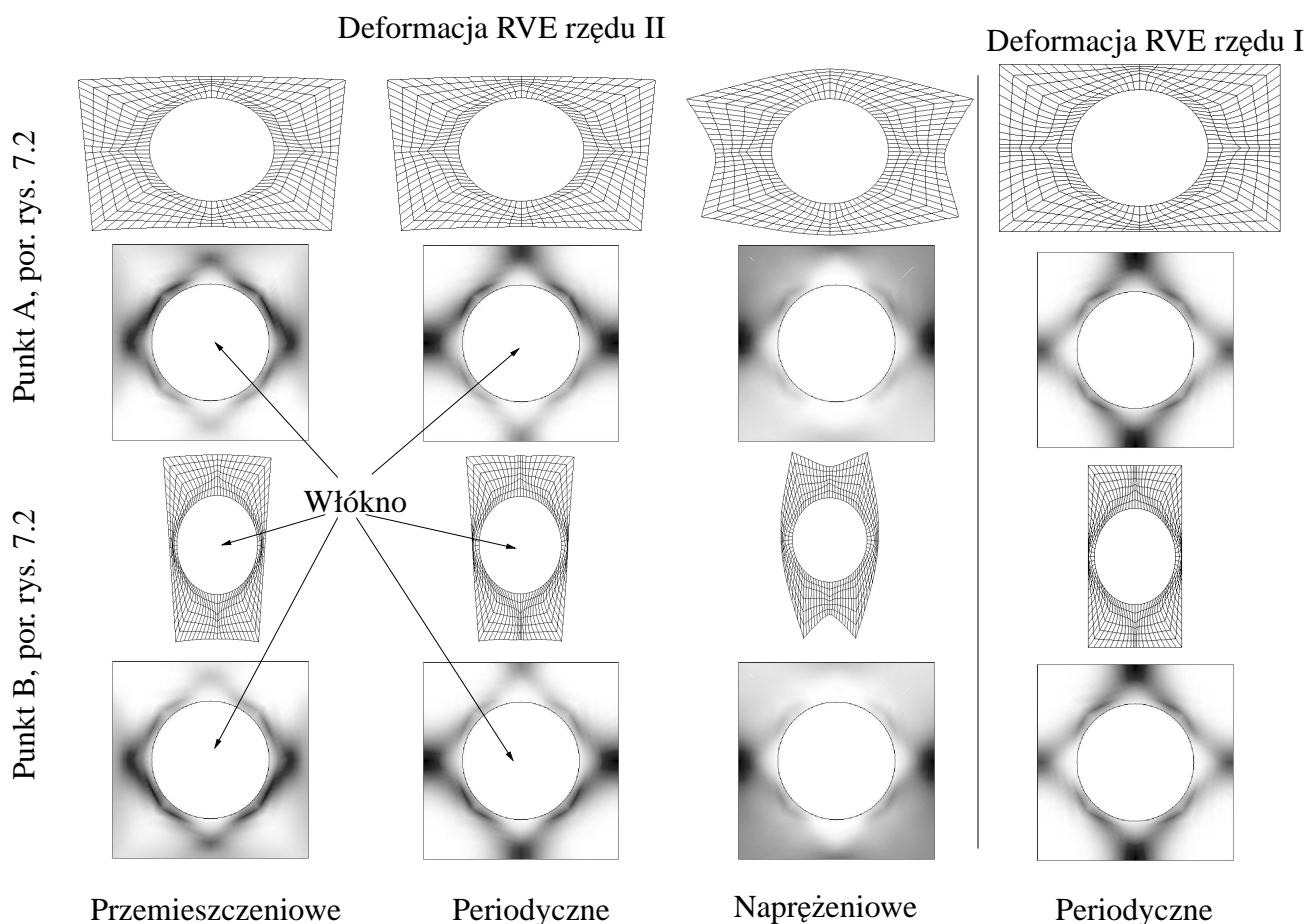 Deformacja RVE rzędu II
Deformacja RVE rzędu I
Punkt A, por. rys. 7.2
Włókno
Punkt B, por. rys. 7.2
Przemieszczeniowe
Periodyczne
Naprężeniowe
Periodyczne